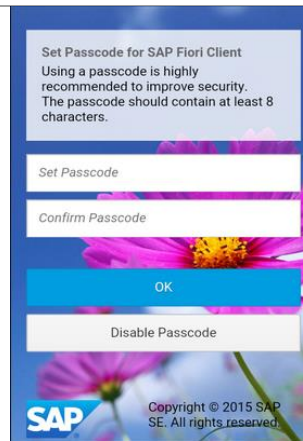 Set Passcode for SAP Fiori Client
Using a passcode is highly
recommended to improve security.
The passcode should contain at least 8
characters.
Set Passcode
Confirm Passcode
OK
Disable Passcode
SAP
Copyright © 2015 SAP
SE. All rights reserved.